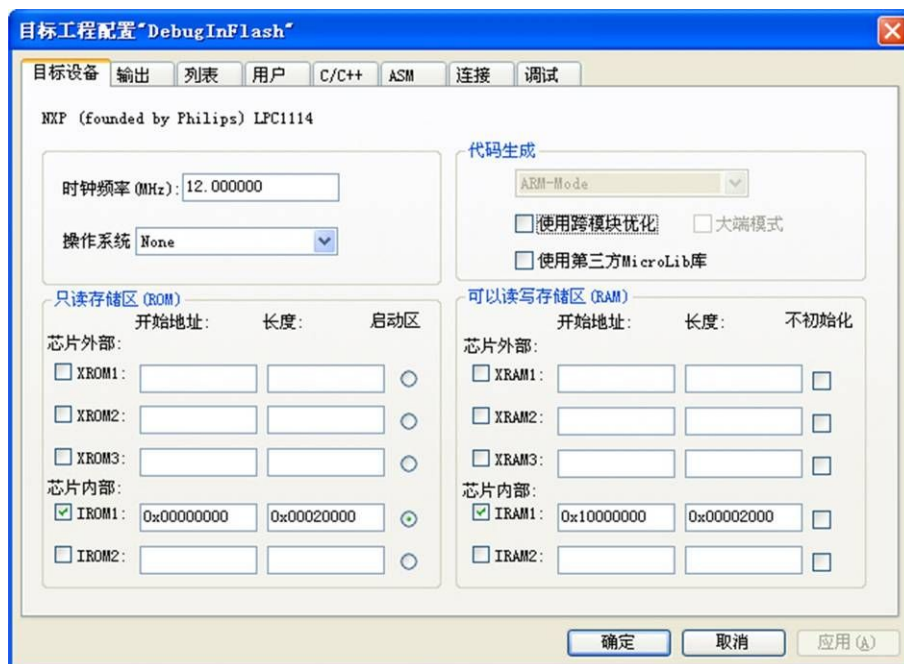 目标工程配置"DebugInFlash"
目标设备 输出 列表 用户 C/C++ ASM 连接 调试
NXP (founded by Philips) LPC1114
时钟频率(MHz): 12.000000
操作系统 None
代码生成
ARM-Mode
使用跨模块优化 大端模式
使用第三方MicroLib库
只读存储区(ROM)
开始地址: 长度: 启动区
芯片外部:
XROM1:
XROM2:
XROM3:
芯片内部:
IROM1: 0x00000000 0x00020000
IROM2:
可以读写存储区(RAM)
开始地址: 长度: 不初始化
芯片外部:
XRAM1:
XRAM2:
XRAM3:
芯片内部:
IRAM1: 0x10000000 0x00002000
IRAM2:
确定 取消 应用(A)